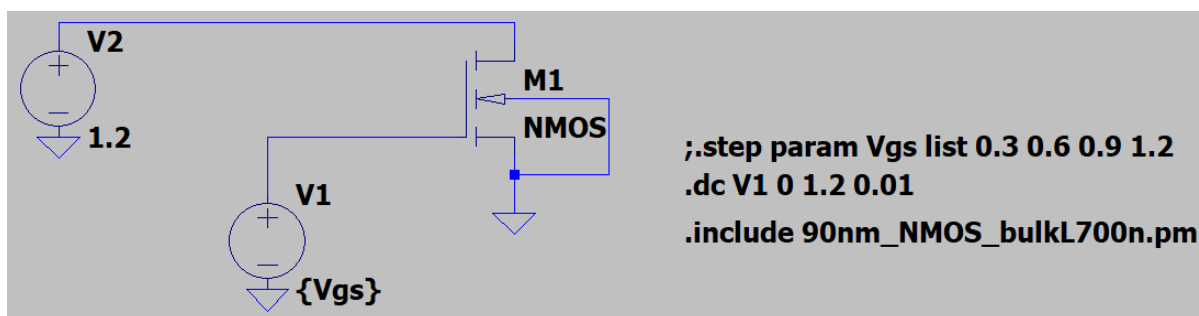 V2
1.2
M1
NMOS
V1
{Vgs}
;.step param Vgs list 0.3 0.6 0.9 1.2
.dc V1 0 1.2 0.01
.include 90nm_NMOS_bulkL700n.pm